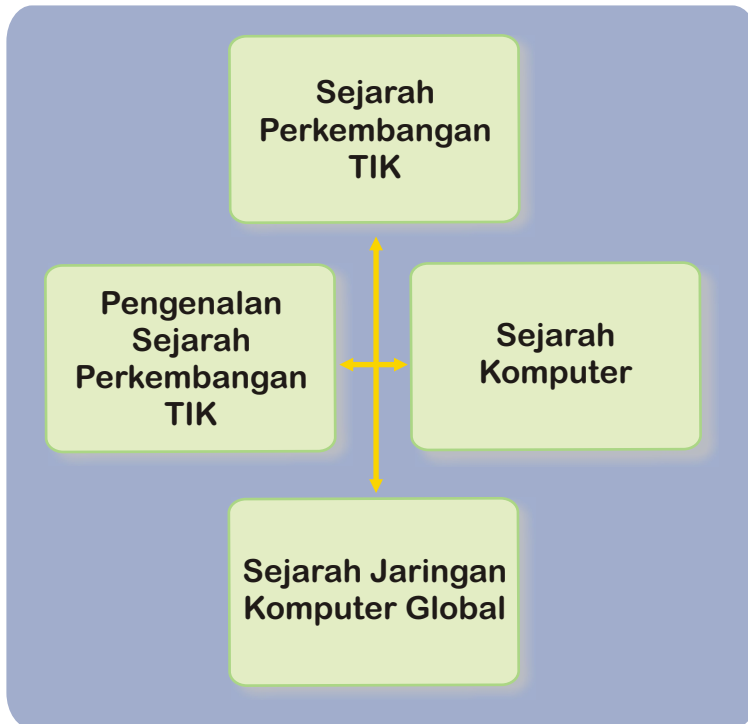 Sejarah
Perkembangan
TIK
Pengenalan
Sejarah
Perkembangan
TIK
Sejarah
Komputer
Sejarah Jaringan
Komputer Global